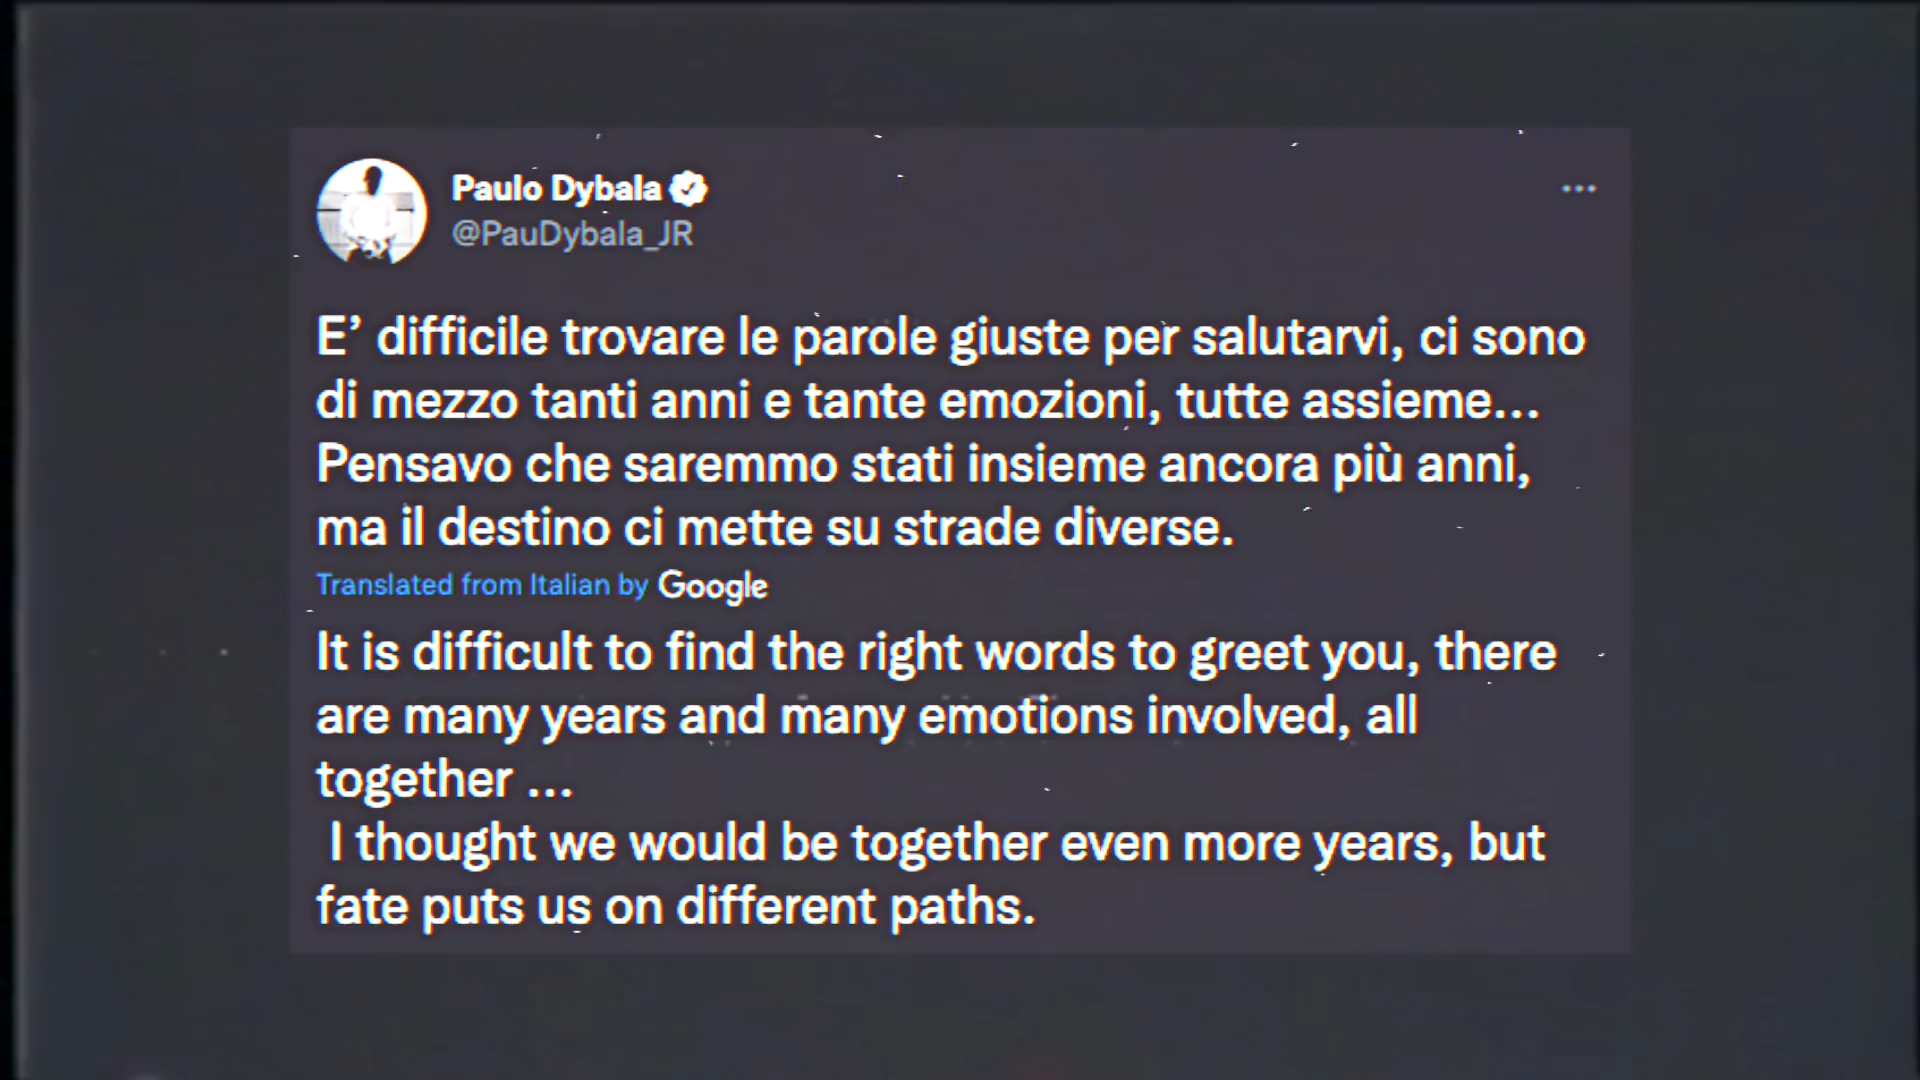 Paulo Dybala
@PauDybala_JR
E’ difficile trovare le parole giuste per salutarvi, ci sono
di mezzo tanti anni e tante emozioni, tutte assieme...
Pensavo che saremmo stati insieme ancora più anni,
ma il destino ci mette su strade diverse.
Translated from Italian by Google
It is difficult to find the right words to greet you, there
are many years and many emotions involved, all
together ...
I thought we would be together even more years, but
fate puts us on different paths.